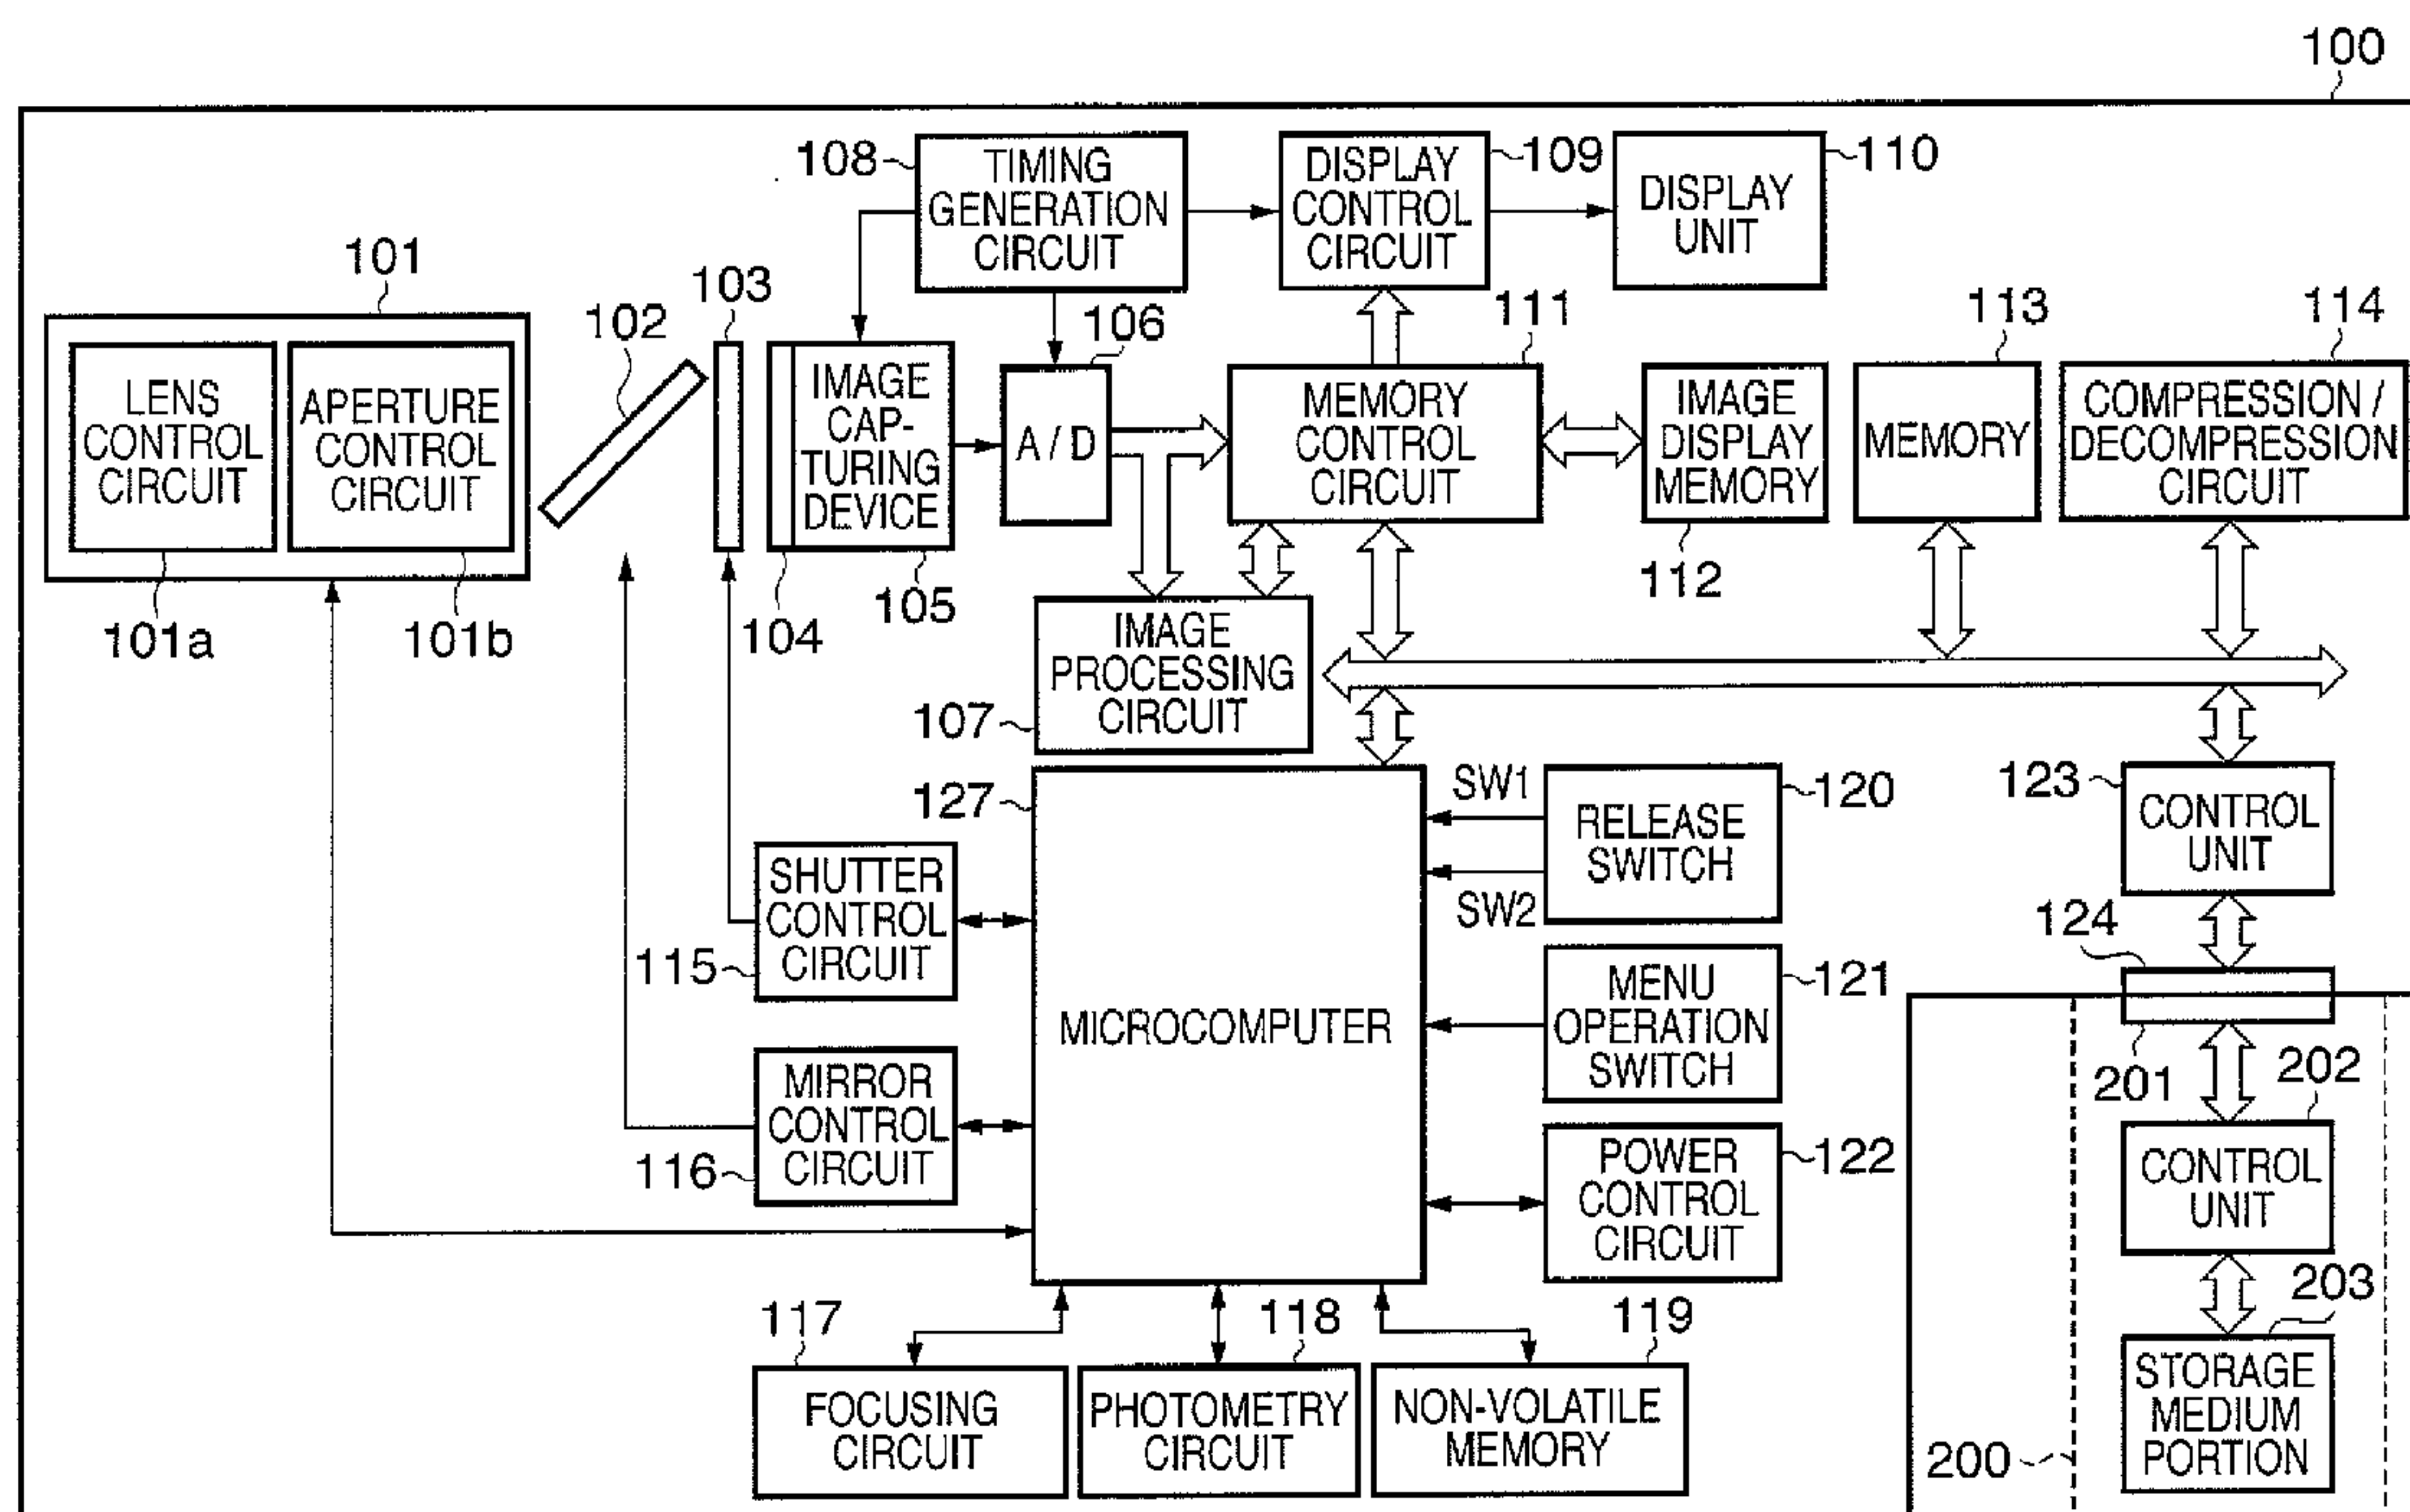 100
108
TIMING
GENERATION
CIRCUIT
DISPLAY
CONTROL
CIRCUIT
109
DISPLAY
UNIT
110
101
102
103
106
111
113
114
LENS
CONTROL
CIRCUIT
APERTURE
CONTROL
CIRCUIT
IMAGE
CAP-
TURING
DEVICE
A / D
MEMORY
CONTROL
CIRCUIT
IMAGE
DISPLAY
MEMORY
MEMORY
COMPRESSION /
DECOMPRESSION
CIRCUIT
101a
101b
104
105
112
IMAGE
PROCESSING
CIRCUIT
107
127
MICROCOMPUTER
SW1
SW2
RELEASE
SWITCH
120
123
CONTROL
UNIT
SHUTTER
CONTROL
CIRCUIT
115
124
MENU
OPERATION
SWITCH
121
201
202
MIRROR
CONTROL
CIRCUIT
116
POWER
CONTROL
CIRCUIT
122
CONTROL
UNIT
203
117
118
119
FOCUSING
CIRCUIT
PHOTOMETRY
CIRCUIT
NON-VOLATILE
MEMORY
STORAGE
MEDIUM
PORTION
200